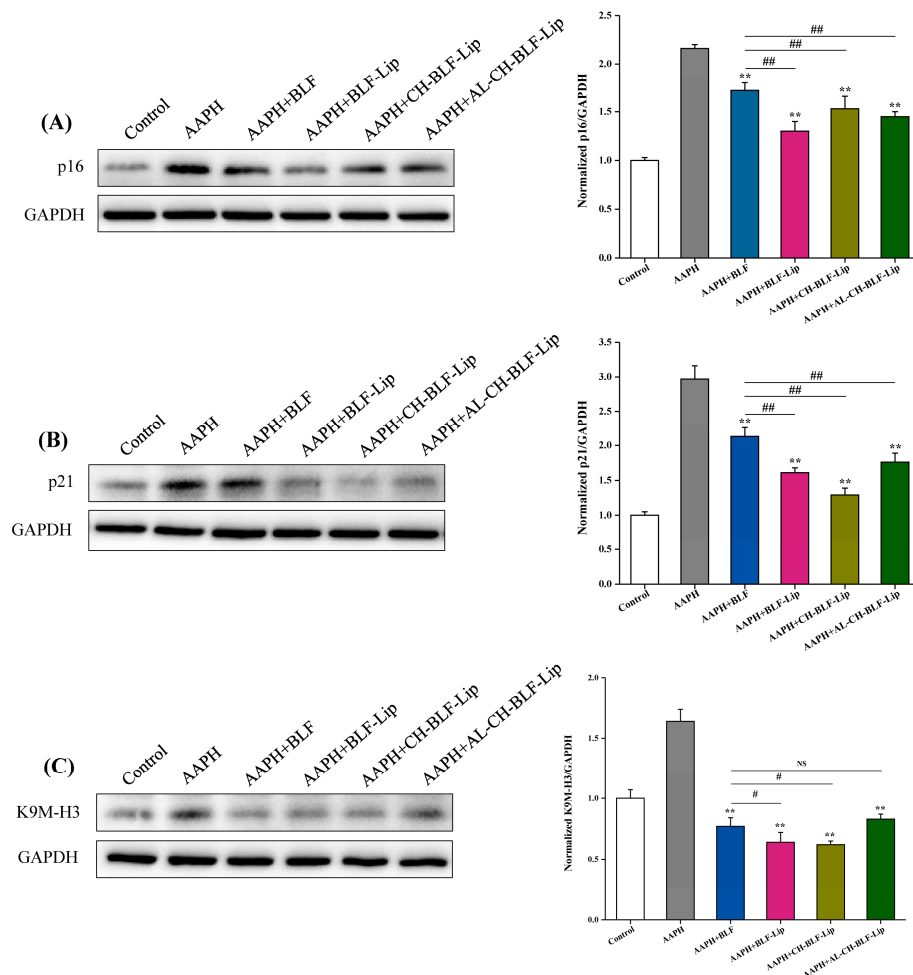 (A)
Control
AAPH
AAPH+BLF
AAPH+BLF-Lip
AAPH+CH-BLF-Lip
AAPH+AL-CH-BLF-Lip
p16
GAPDH
Normalized p16/GAPDH
2.5
2.0
1.5
1.0
0.5
0.0
##
##
##
**
**
**
**
Control
AAPH
AAPH+BLF
AAPH+BLF-Lip
AAPH+CH-BLF-Lip
AAPH+AL-CH-BLF-Lip
(B)
Control
AAPH
AAPH+BLF
AAPH+BLF-Lip
AAPH+CH-BLF-Lip
AAPH+AL-CH-BLF-Lip
p21
GAPDH
Normalized p21/GAPDH
3.5
3.0
2.5
2.0
1.5
1.0
0.5
0.0
##
##
##
**
**
**
**
Control
AAPH
AAPH+BLF
AAPH+BLF-Lip
AAPH+CH-BLF-Lip
AAPH+AL-CH-BLF-Lip
(C)
Control
AAPH
AAPH+BLF
AAPH+BLF-Lip
AAPH+CH-BLF-Lip
AAPH+AL-CH-BLF-Lip
K9M-H3
GAPDH
Normalized K9M-H3/GAPDH
2.0
1.5
1.0
0.5
0.0
NS
#
#
**
**
**
**
Control
AAPH
AAPH+BLF
AAPH+BLF-Lip
AAPH+CH-BLF-Lip
AAPH+AL-CH-BLF-Lip